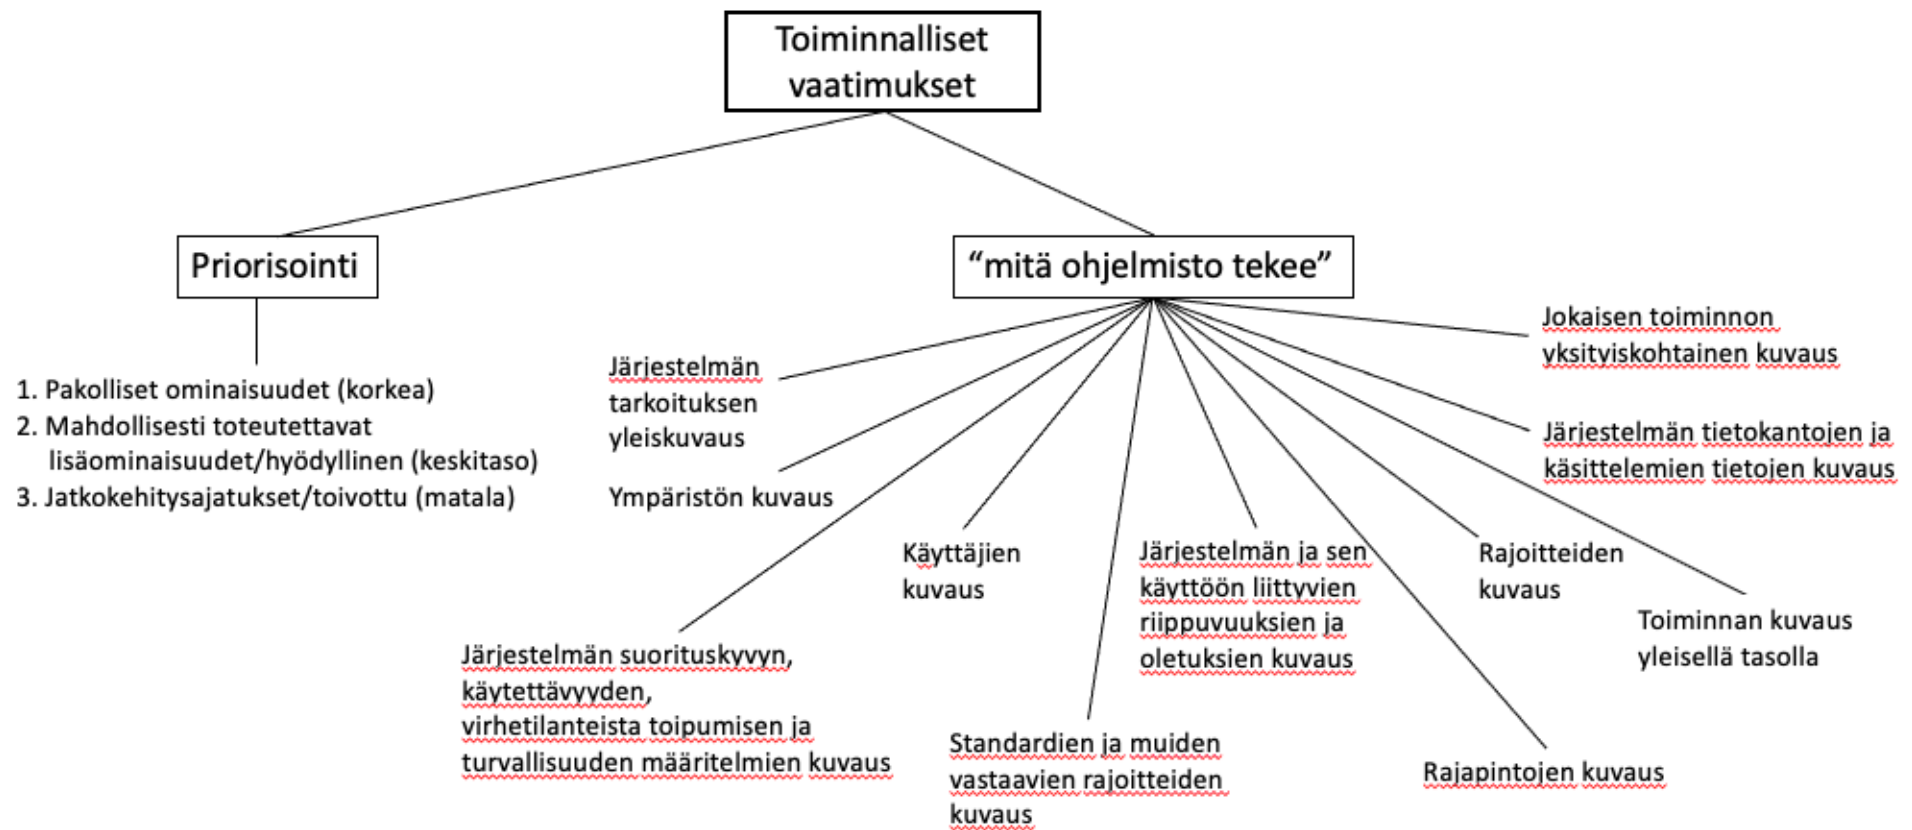 Toiminnalliset
vaatimukset
Priorisointi
“mitä ohjelmisto tekee”
1. Pakolliset ominaisuudet (korkea)
2. Mahdollisesti toteutettavat
lisäominaisuudet/hyödyllinen (keskitaso)
3. Jatkokehitysajatukset/toivottu (matala)
Järjestelmän
tarkoituksen
yleiskuvaus
Ympäristön kuvaus
Järjestelmän suorituskyvyn,
käytettävyyden,
virhetilanteista toipumisen ja
turvallisuuden määritelmien kuvaus
Käyttäjien
kuvaus
Standardien ja muiden
vastaavien rajoitteiden
kuvaus
Järjestelmän ja sen
käyttöön liittyvien
riippuvuuksien ja
oletuksien kuvaus
Rajapintojen kuvaus
Rajoitteiden
kuvaus
Toiminnan kuvaus
yleisellä tasolla
Järjestelmän tietokantojen ja
käsittelemien tietojen kuvaus
Jokaisen toiminnon
yksityiskohtainen kuvaus